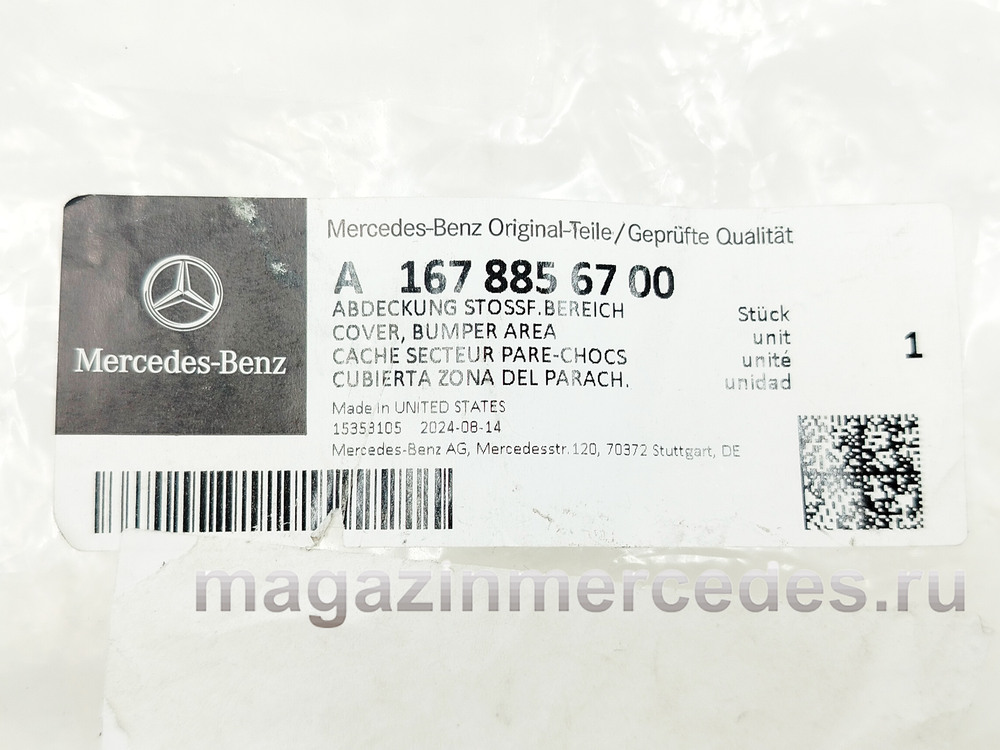 Mercedes-Benz Original-Teile/Geprüfte Qualität
A 167 885 67 00
ABDECKUNG STOSSF.BEREICH
COVER, BUMPER AREA
CACHE SECTEUR PARE-CHOCS
CUBIERTA ZONA DEL PARACH.
Stück
unit
unité
unidad
1
Mercedes-Benz
Made in UNITED STATES
15353105 2024-08-14
Mercedes-Benz AG, Mercedesstr.120, 70372 Stuttgart, DE
magazinmercedes.ru